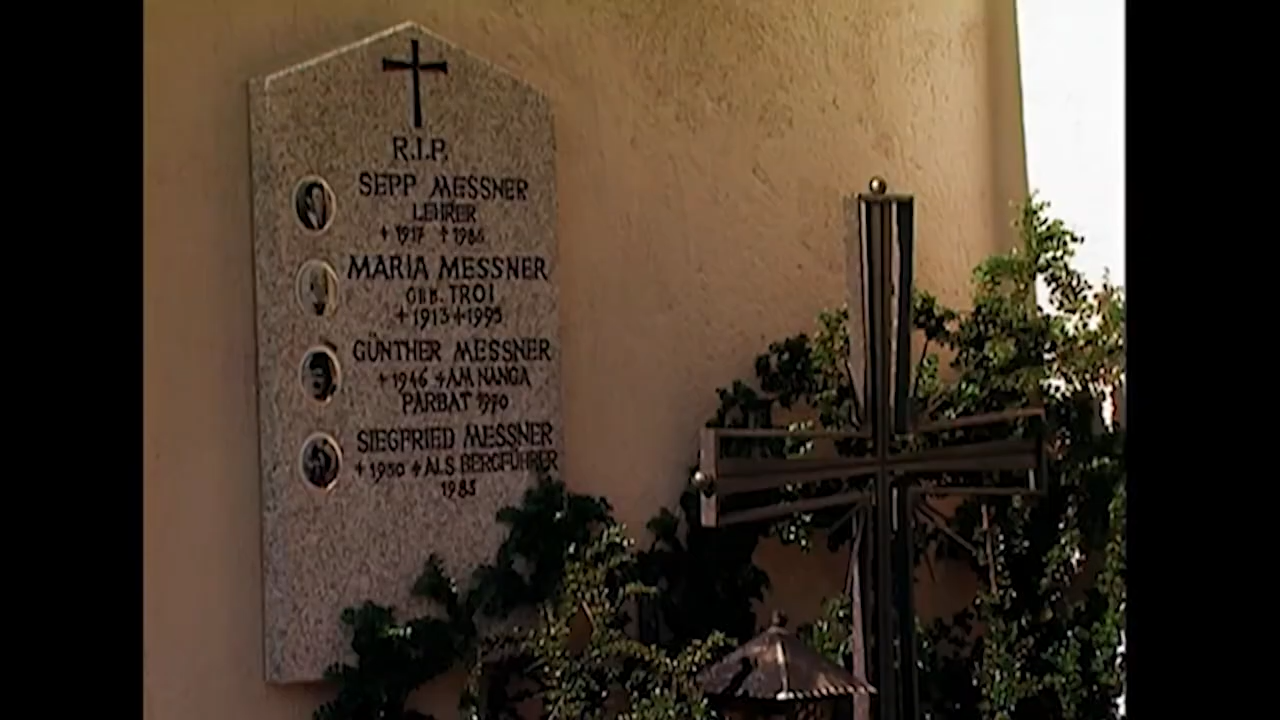 R.I.P.
SEPP MESSNER
LEHRER
+ 1917 + 1985
MARIA MESSNER
GEB. TROI
+ 1913 + 1995
GÜNTHER MESSNER
+ 1946 + AM NANGA
PARBAT 1970
SIEGFRIED MESSNER
+ 1950 + ALS BERGFÜHRER
1985